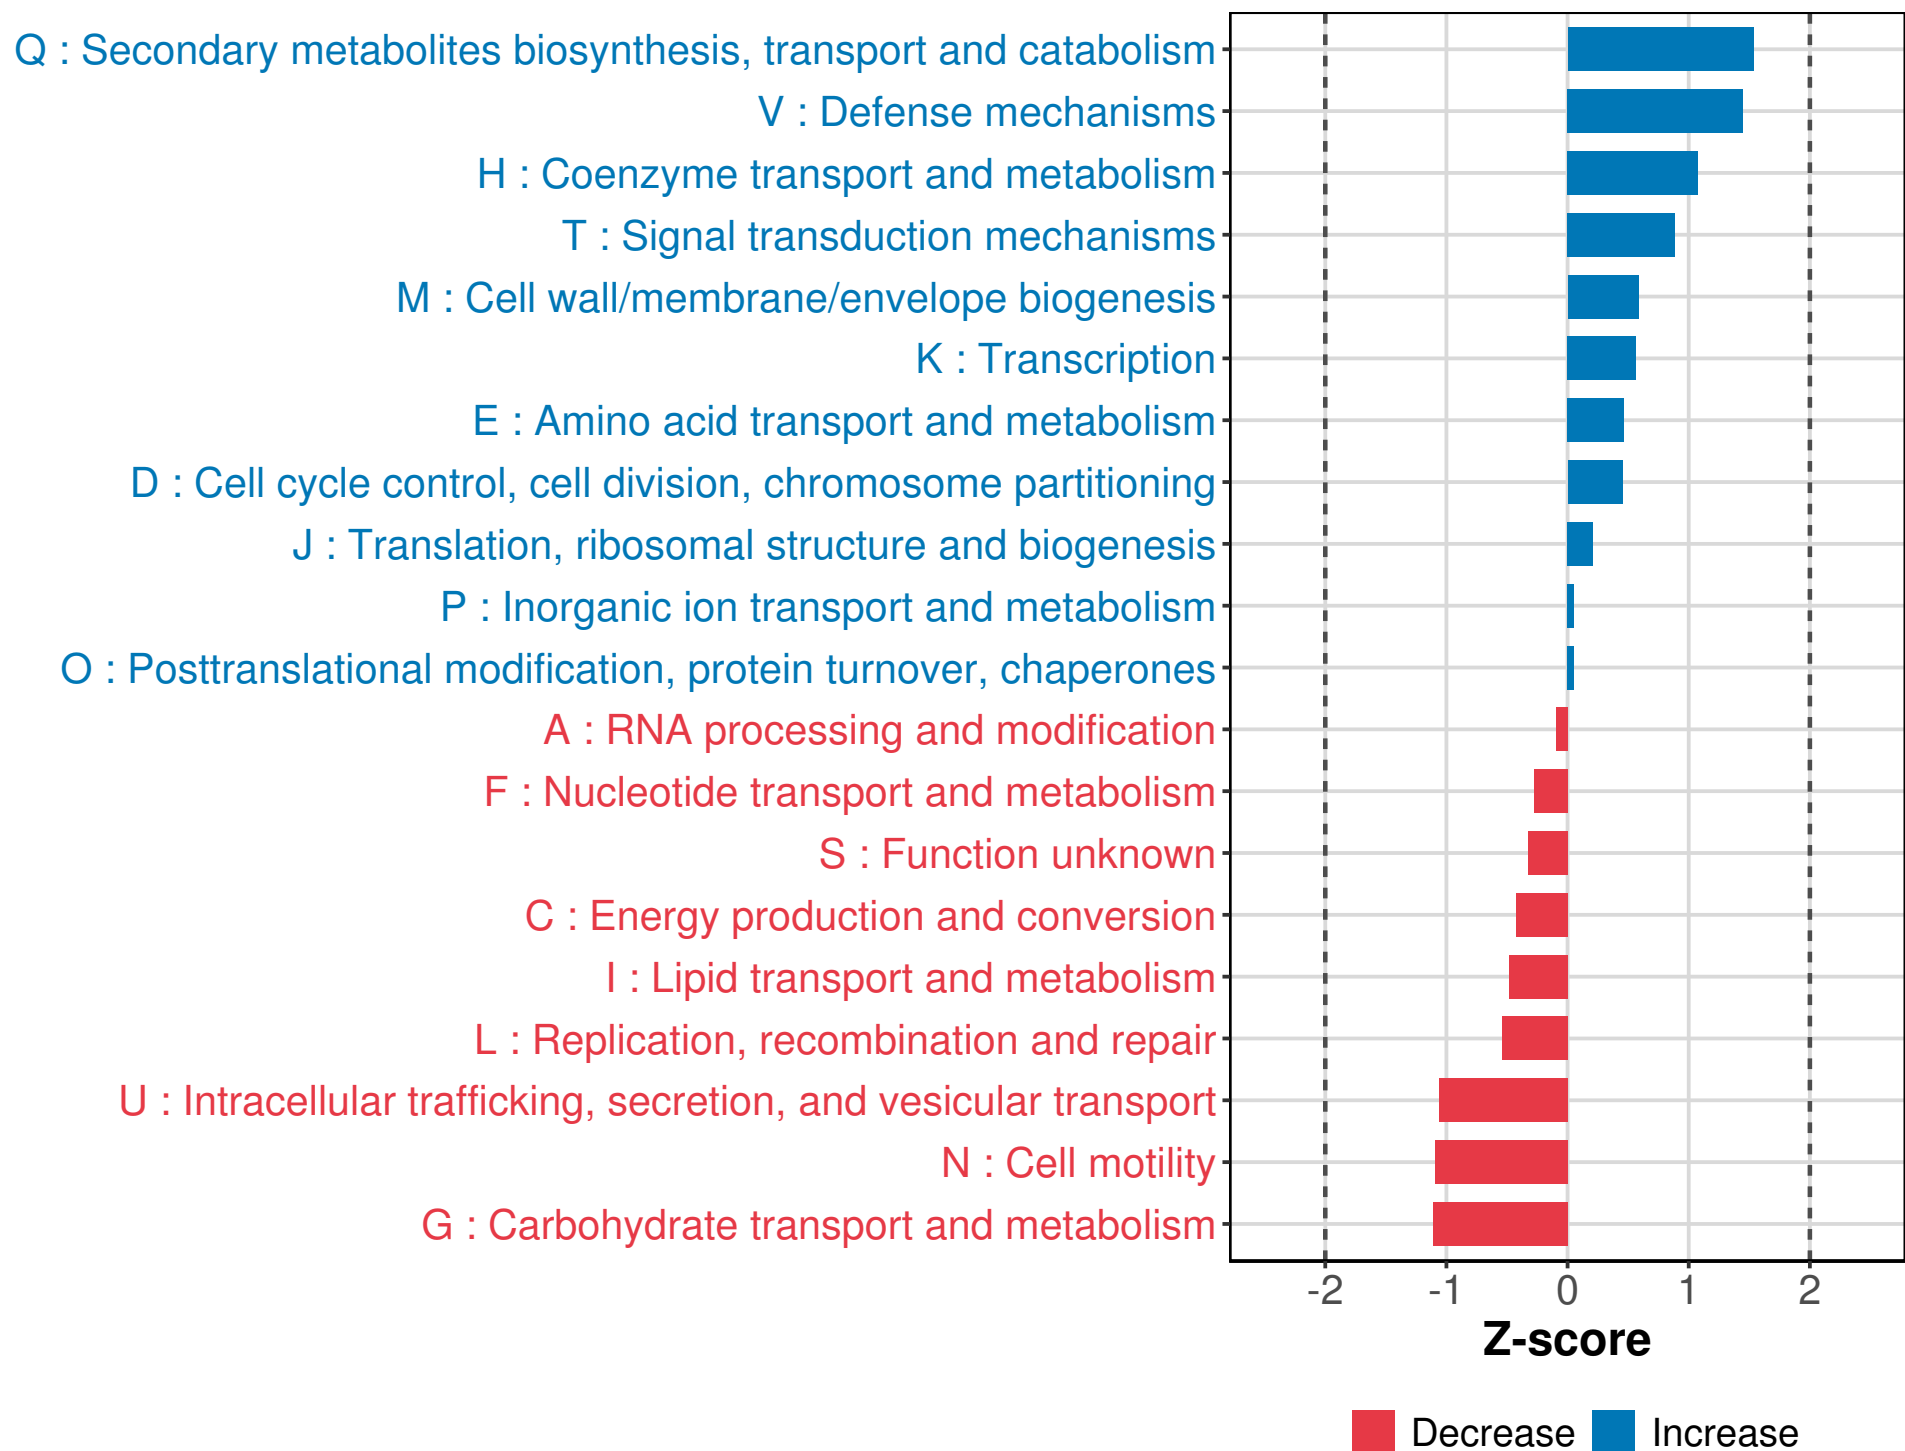 Q : Secondary metabolites biosynthesis, transport and catabolism
V : Defense mechanisms
H : Coenzyme transport and metabolism
T : Signal transduction mechanisms
M : Cell wall/membrane/envelope biogenesis
K : Transcription
E : Amino acid transport and metabolism
D : Cell cycle control, cell division, chromosome partitioning
J : Translation, ribosomal structure and biogenesis
P : Inorganic ion transport and metabolism
O : Posttranslational modification, protein turnover, chaperones
A : RNA processing and modification
F : Nucleotide transport and metabolism
S : Function unknown
C : Energy production and conversion
I : Lipid transport and metabolism
L : Replication, recombination and repair
U : Intracellular trafficking, secretion, and vesicular transport
N : Cell motility
G : Carbohydrate transport and metabolism
-2 -1 0 1 2
Z-score
Decrease Increase